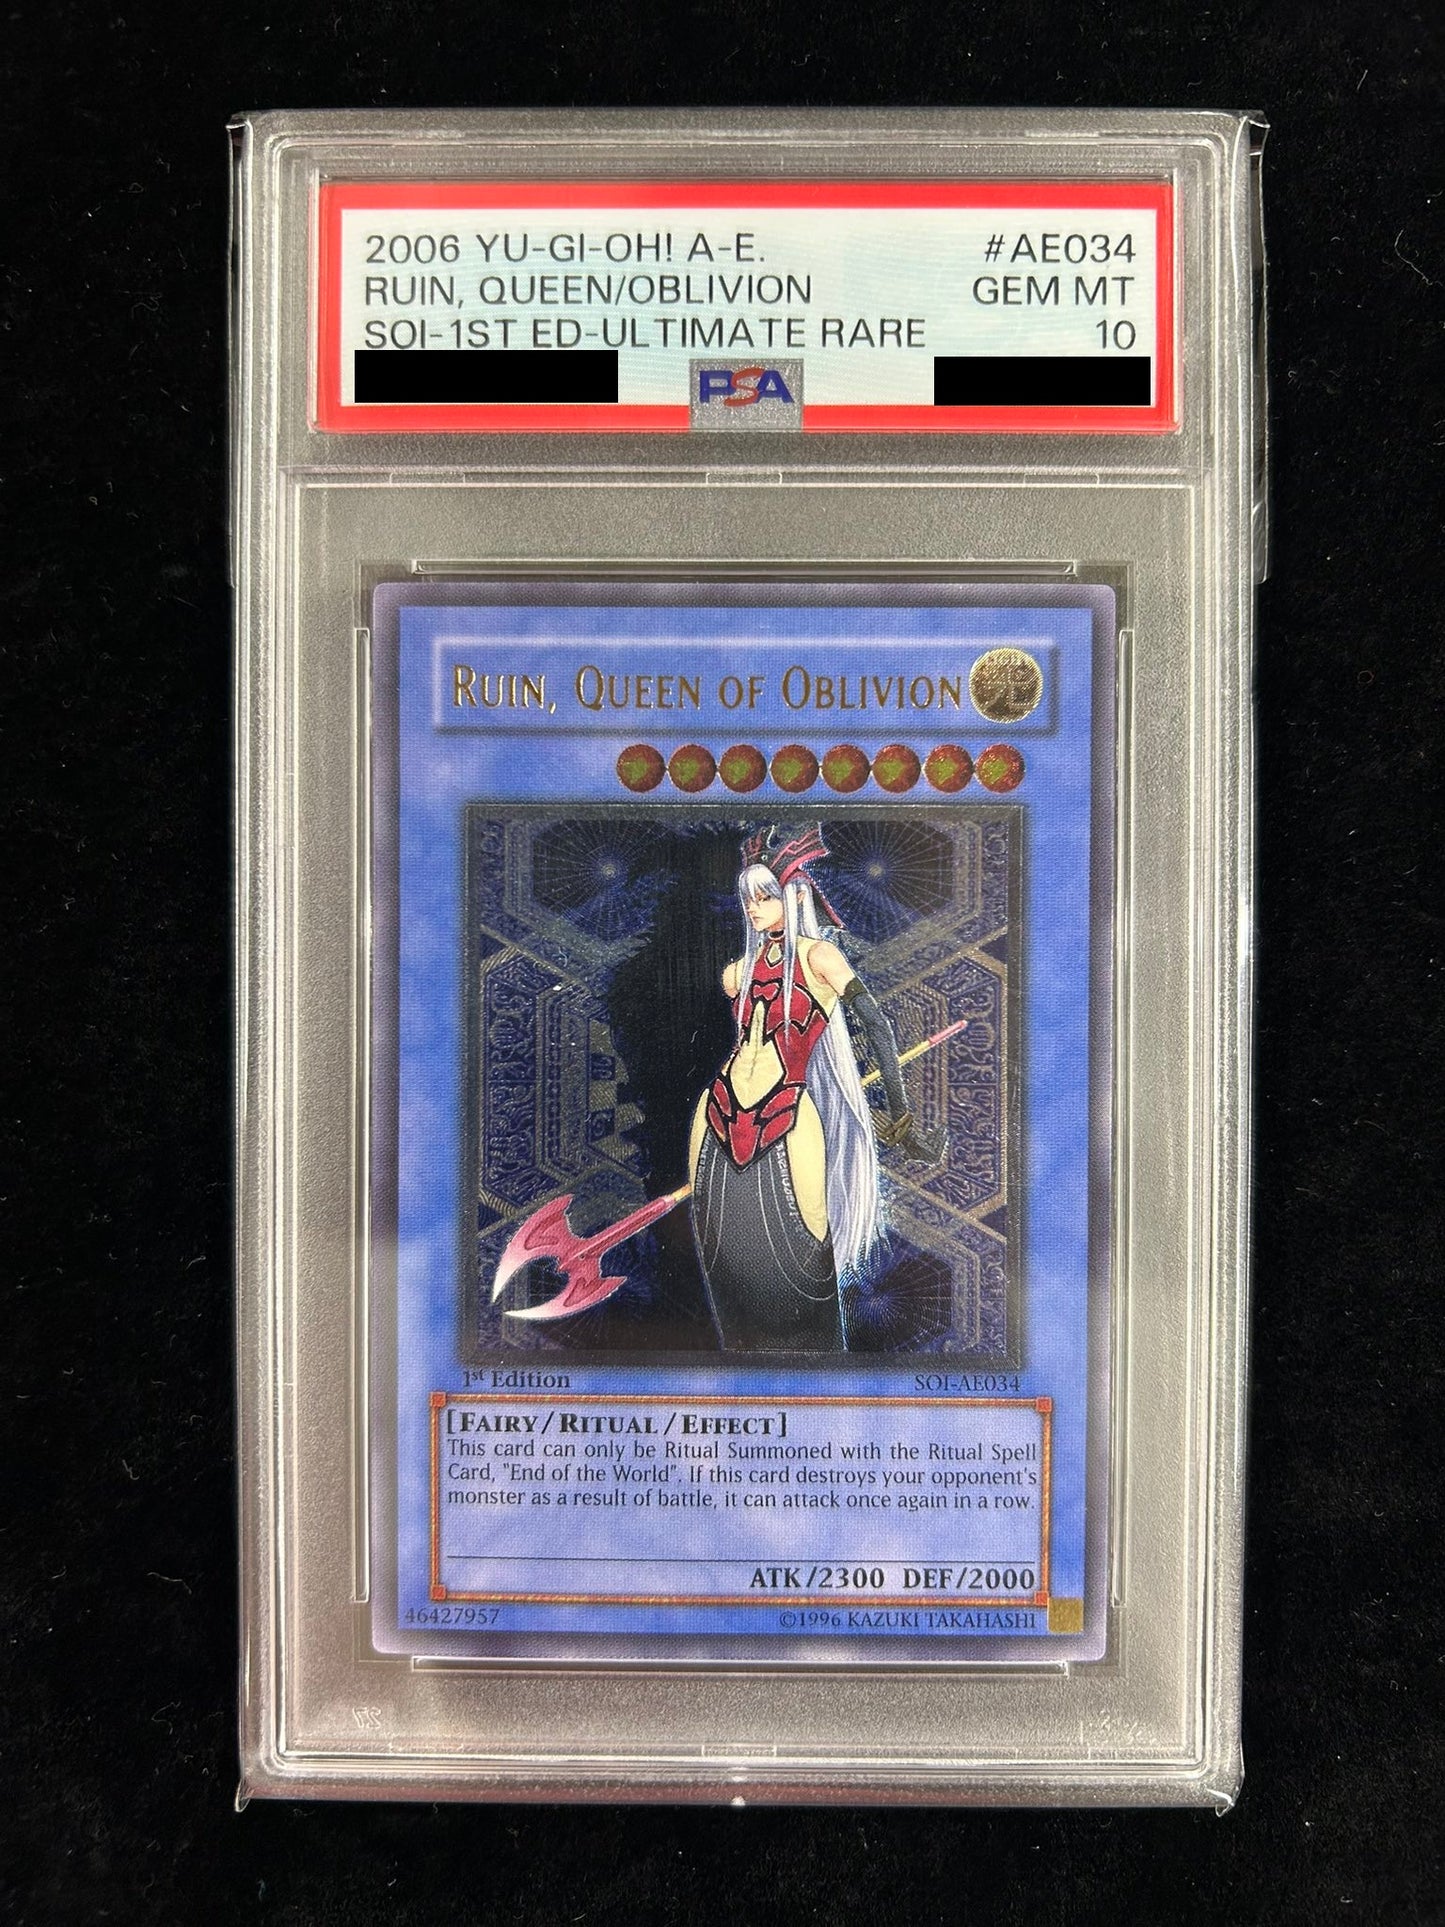 2006 YU-GI-OH! A-E. #AE034
RUIN, QUEEN/OBLIVION GEM MT
SOI-1ST ED-ULTIMATE RARE 10
PSA
RUIN, QUEEN OF OBLIVION
1st Edition SOI-AE034
[FAIRY/RITUAL/EFFECT]
This card can only be Ritual Summoned with the Ritual Spell
Card, "End of the World". If this card destroys your opponent's
monster as a result of battle, it can attack once again in a row.
ATK/2300 DEF/2000
46427957 ©1996 KAZUKI TAKAHASHI